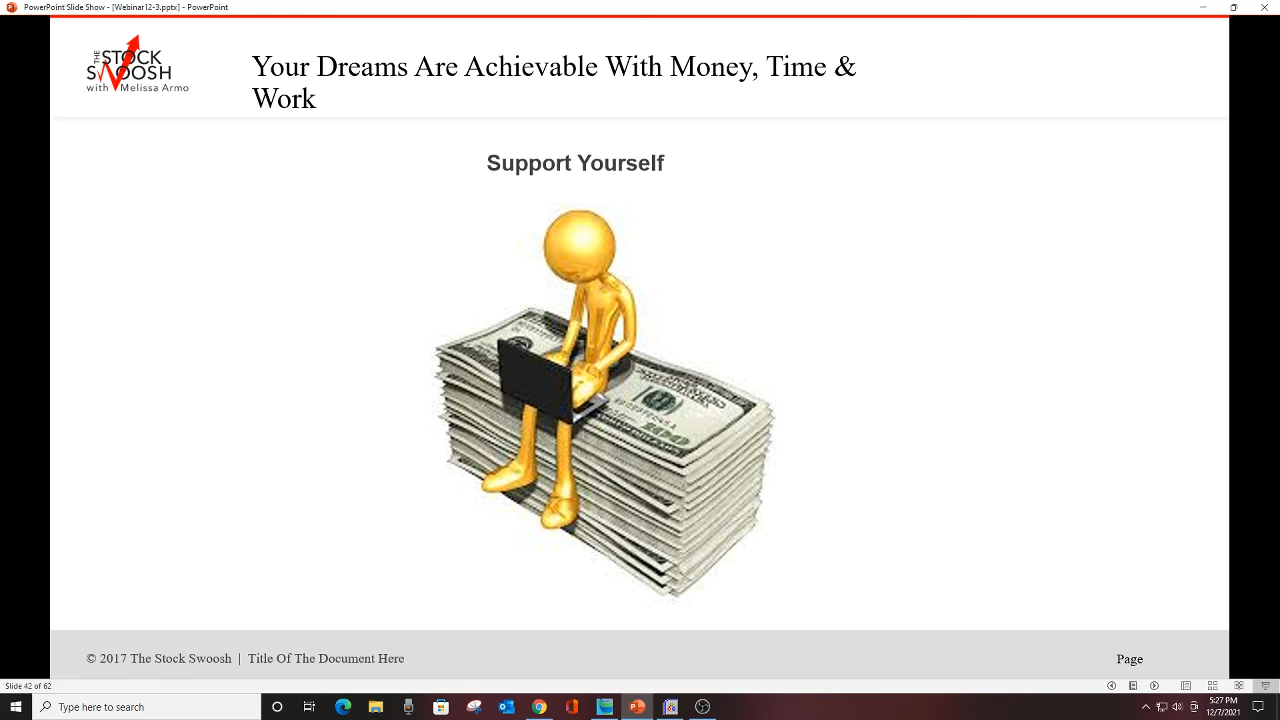 PowerPoint Slide Show - [Webinar12-3.pptx] - PowerPoint
THE STOCK
SWOOSH
with Melissa Armo
Your Dreams Are Achievable With Money, Time &
Work
Support Yourself
100
© 2017 The Stock Swoosh | Title Of The Document Here
Page
Slide 42 of 62
Type here to search
5:27 PM
12/7/2021